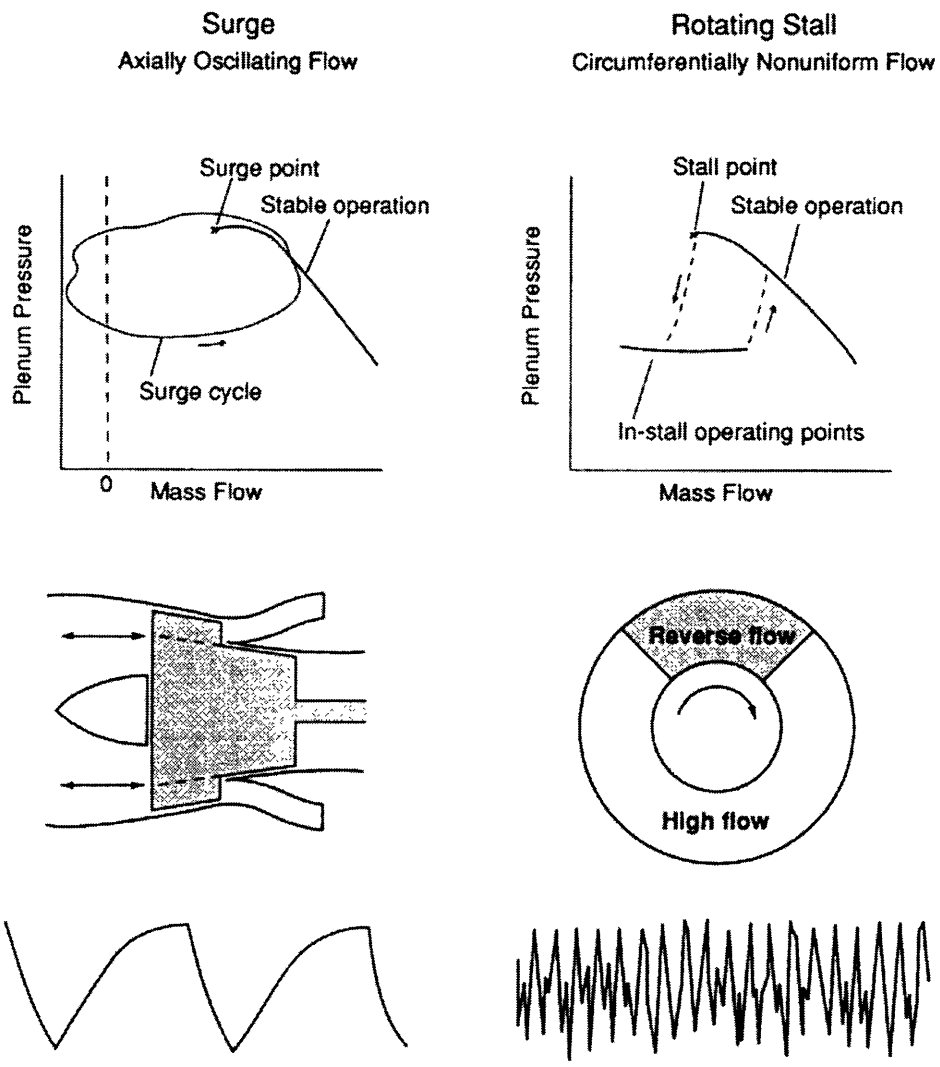 Surge
Axially Oscillating Flow
Surge point
Stable operation
Plenum Pressure
Surge cycle
0
Mass Flow
Rotating Stall
Circumferentially Nonuniform Flow
Stall point
Stable operation
Plenum Pressure
In-stall operating points
Mass Flow
Reverse flow
High flow